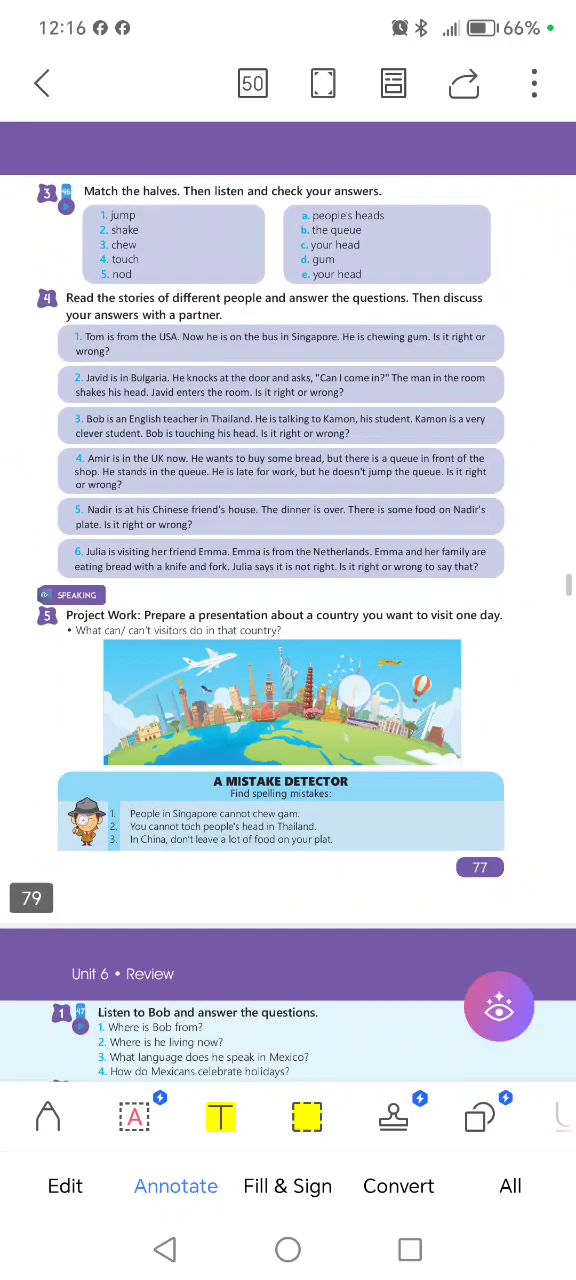 12:16
66%
50
3 46 Match the halves. Then listen and check your answers.
1. jump
2. shake
3. chew
4. touch
5. nod
a. people's heads
b. the queue
c. your head
d. gum
e. your head
4 Read the stories of different people and answer the questions. Then discuss
your answers with a partner.
1. Tom is from the USA. Now he is on the bus in Singapore. He is chewing gum. Is it right or
wrong?
2. Javid is in Bulgaria. He knocks at the door and asks, "Can I come in?" The man in the room
shakes his head. Javid enters the room. Is it right or wrong?
3. Bob is an English teacher in Thailand. He is talking to Kamon, his student. Kamon is a very
clever student. Bob is touching his head. Is it right or wrong?
4. Amir is in the UK now. He wants to buy some bread, but there is a queue in front of the
shop. He stands in the queue. He is late for work, but he doesn't jump the queue. Is it right
or wrong?
5. Nadir is at his Chinese friend's house. The dinner is over. There is some food on Nadir's
plate. Is it right or wrong?
6. Julia is visiting her friend Emma. Emma is from the Netherlands. Emma and her family are
eating bread with a knife and fork. Julia says it is not right. Is it right or wrong to say that?
SPEAKING
5 Project Work: Prepare a presentation about a country you want to visit one day.
• What can/ can't visitors do in that country?
A MISTAKE DETECTOR
Find spelling mistakes:
1. People in Singapore cannot chew gam.
2. You cannot toch people's head in Thailand.
3. In China, don't leave a lot of food on your plat.
77
79
Unit 6 • Review
1 47 Listen to Bob and answer the questions.
1. Where is Bob from?
2. Where is he living now?
3. What language does he speak in Mexico?
4. How do Mexicans celebrate holidays?
A
T
Edit
Annotate
Fill & Sign
Convert
All